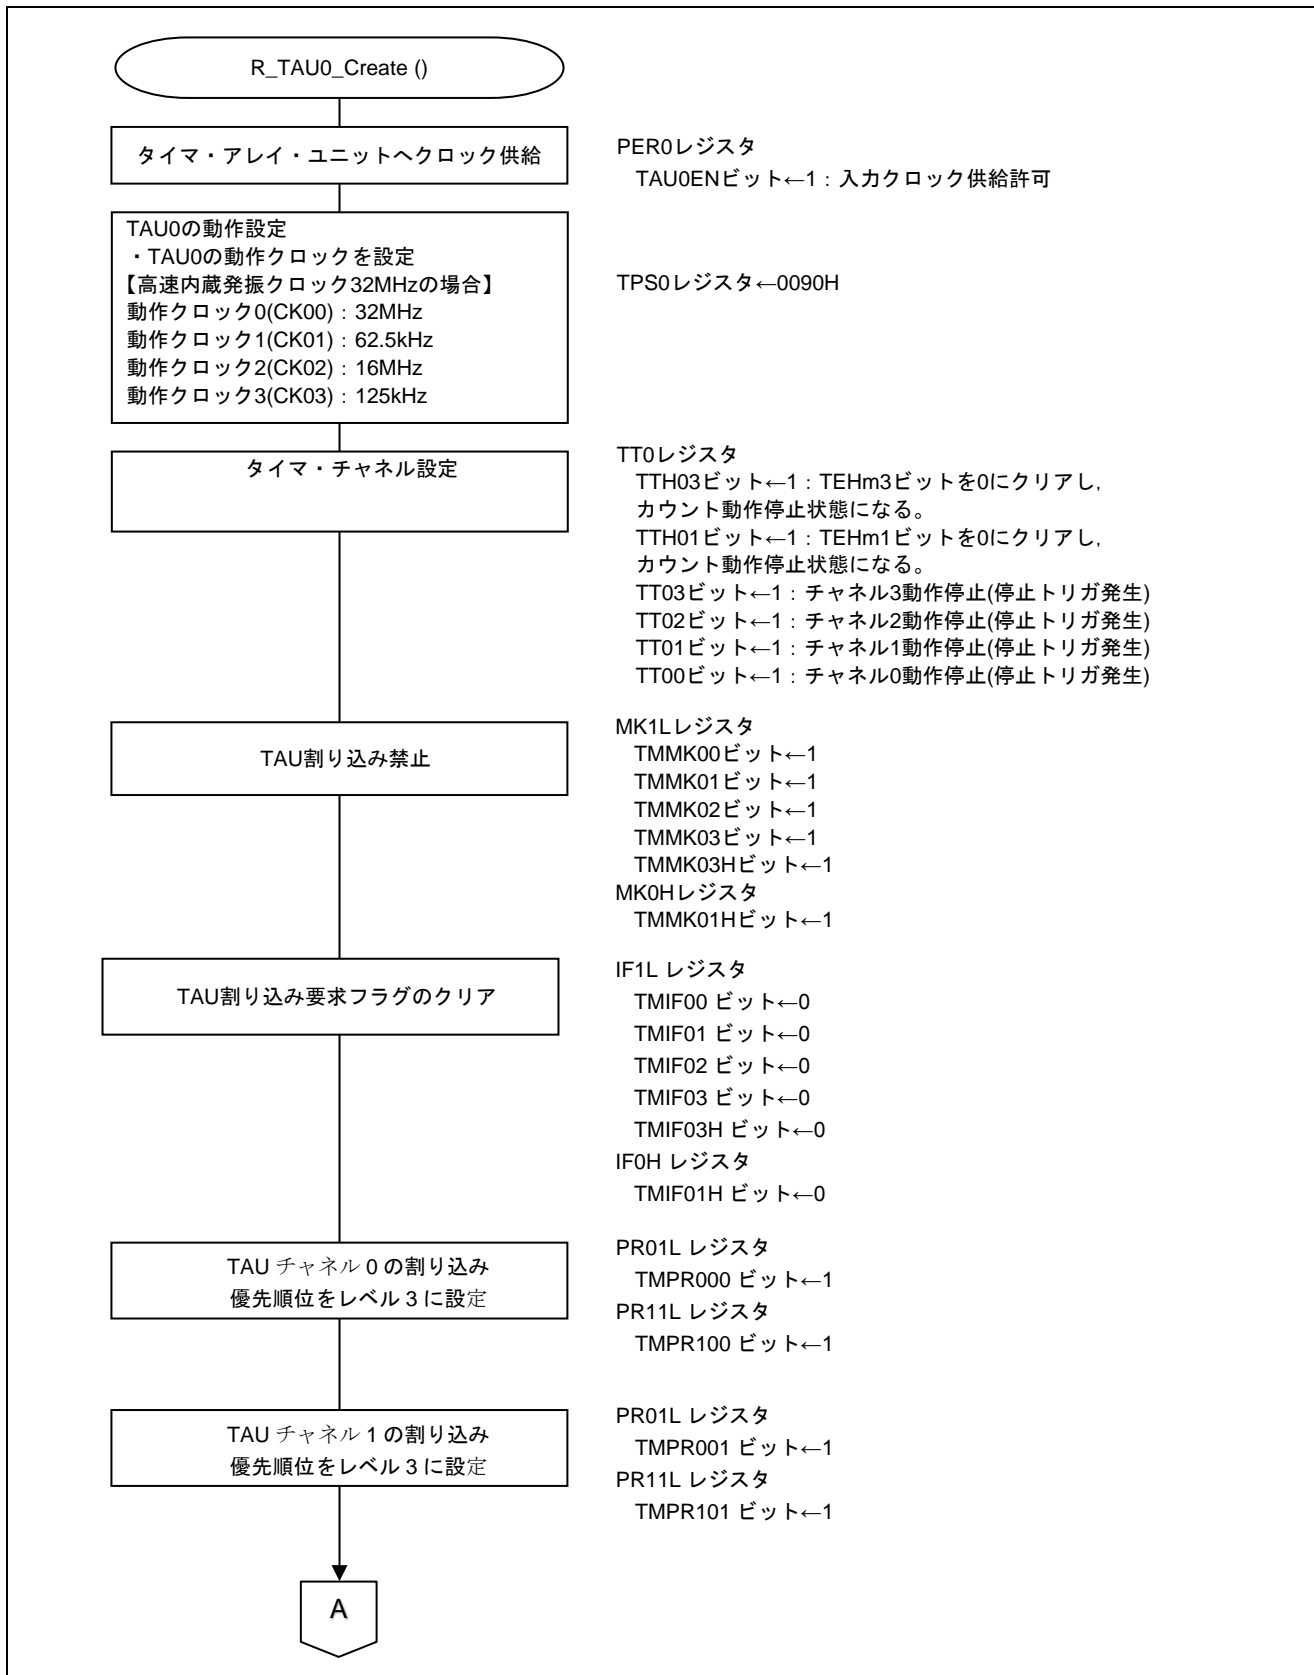 R_TAU0_Create ()
タイマ・アレイ・ユニットへクロック供給
PER0レジスタ
TAU0ENビット←1：入力クロック供給許可
TAU0の動作設定
・TAU0の動作クロックを設定
【高速内蔵発振クロック32MHzの場合】
動作クロック0(CK00)：32MHz
動作クロック1(CK01)：62.5kHz
動作クロック2(CK02)：16MHz
動作クロック3(CK03)：125kHz
TPS0レジスタ←0090H
タイマ・チャネル設定
TT0レジスタ
TTH03ビット←1：TEHm3ビットを0にクリアし,
カウント動作停止状態になる。
TTH01ビット←1：TEHm1ビットを0にクリアし,
カウント動作停止状態になる。
TT03ビット←1：チャネル3動作停止(停止トリガ発生)
TT02ビット←1：チャネル2動作停止(停止トリガ発生)
TT01ビット←1：チャネル1動作停止(停止トリガ発生)
TT00ビット←1：チャネル0動作停止(停止トリガ発生)
TAU割り込み禁止
MK1Lレジスタ
TMMK00ビット←1
TMMK01ビット←1
TMMK02ビット←1
TMMK03ビット←1
TMMK03Hビット←1
MK0Hレジスタ
TMMK01Hビット←1
TAU割り込み要求フラグのクリア
IF1L レジスタ
TMIF00 ビット←0
TMIF01 ビット←0
TMIF02 ビット←0
TMIF03 ビット←0
TMIF03H ビット←0
IF0H レジスタ
TMIF01H ビット←0
TAU チャネル 0 の割り込み
優先順位をレベル 3 に設定
PR01L レジスタ
TMPR000 ビット←1
PR11L レジスタ
TMPR100 ビット←1
TAU チャネル 1 の割り込み
優先順位をレベル 3 に設定
PR01L レジスタ
TMPR001 ビット←1
PR11L レジスタ
TMPR101 ビット←1
A